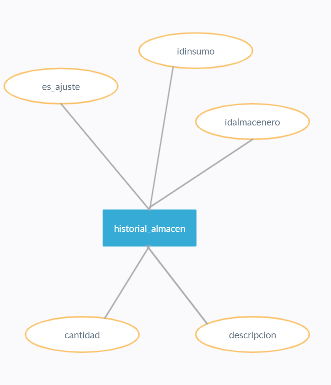 idinsumo
es_ajuste
idalmacenero
historial_almacen
cantidad
descripcion